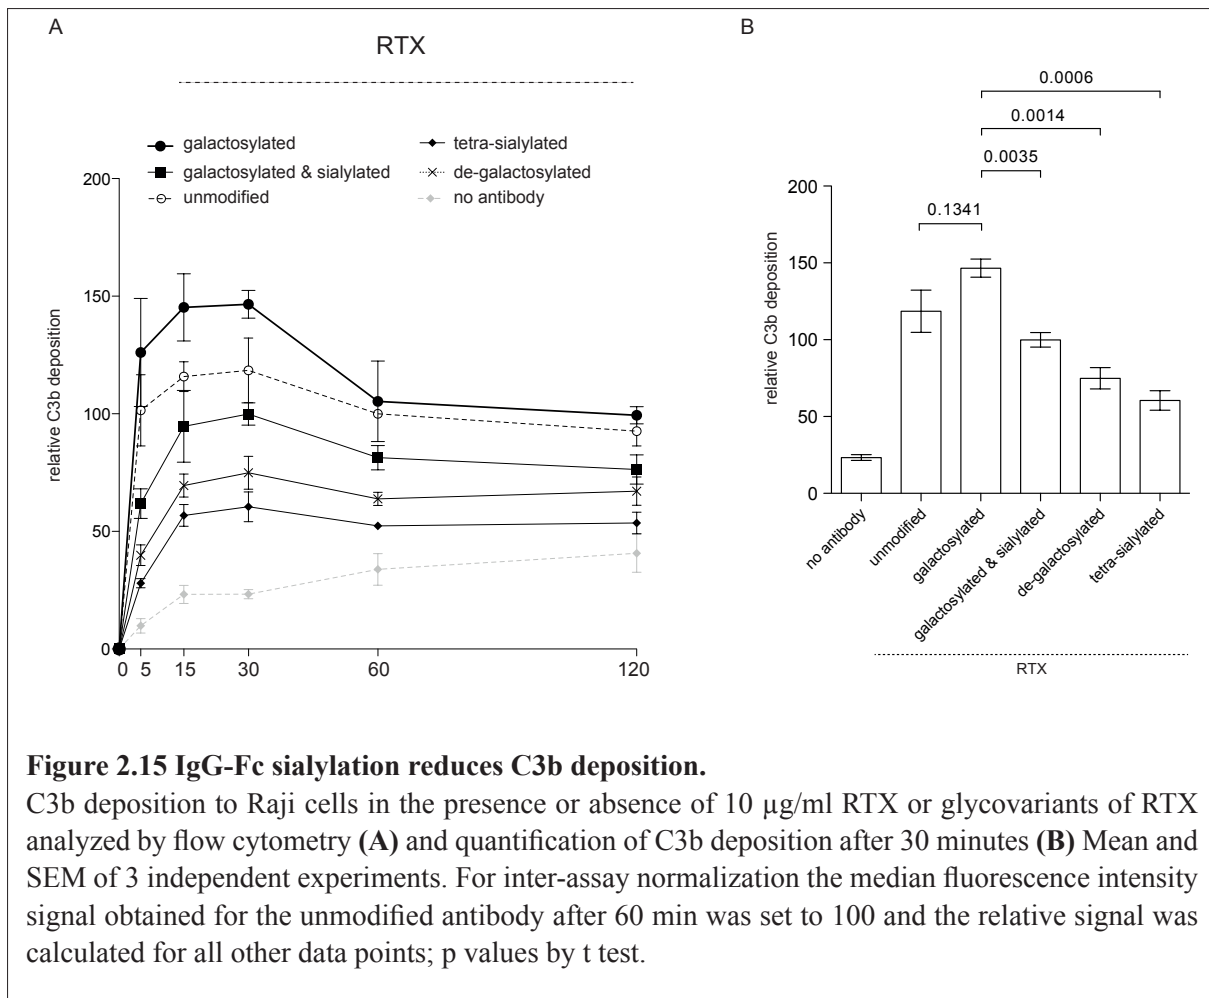 A
RTX
galactosylated
galactosylated & sialylated
unmodified
tetra-sialylated
de-galactosylated
no antibody
relative C3b deposition
200
150
100
50
0
0 5 15 30 60 120
B
0.0006
0.0014
0.0035
0.1341
relative C3b deposition
200
150
100
50
0
no antibody
unmodified
galactosylated
galactosylated & sialylated
de-galactosylated
tetra-sialylated
RTX
Figure 2.15 IgG-Fc sialylation reduces C3b deposition.
C3b deposition to Raji cells in the presence or absence of 10 µg/ml RTX or glycovariants of RTX
analyzed by flow cytometry (A) and quantification of C3b deposition after 30 minutes (B) Mean and
SEM of 3 independent experiments. For inter-assay normalization the median fluorescence intensity
signal obtained for the unmodified antibody after 60 min was set to 100 and the relative signal was
calculated for all other data points; p values by t test.